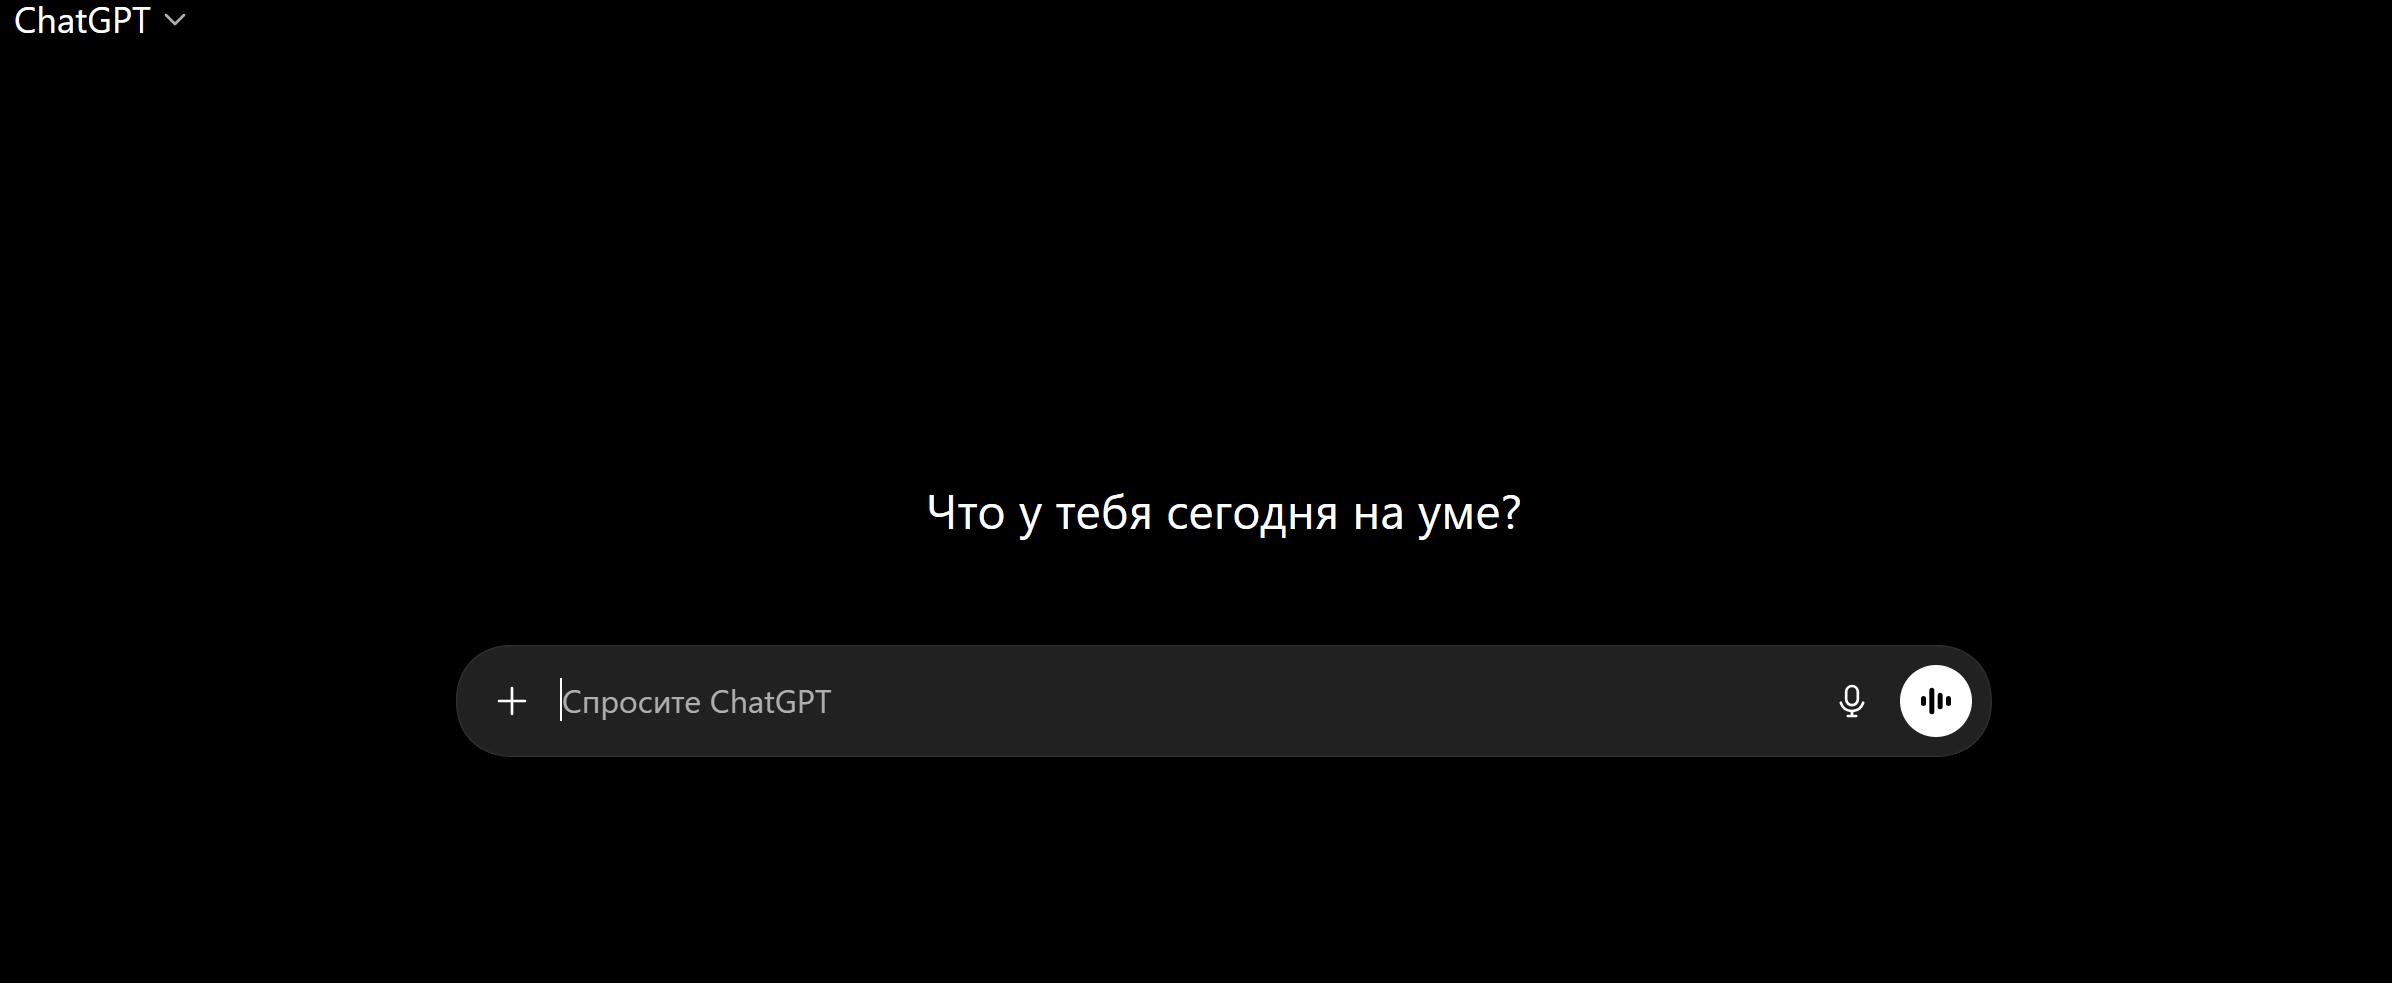 ChatGPT
Что у тебя сегодня на уме?
Спросите ChatGPT